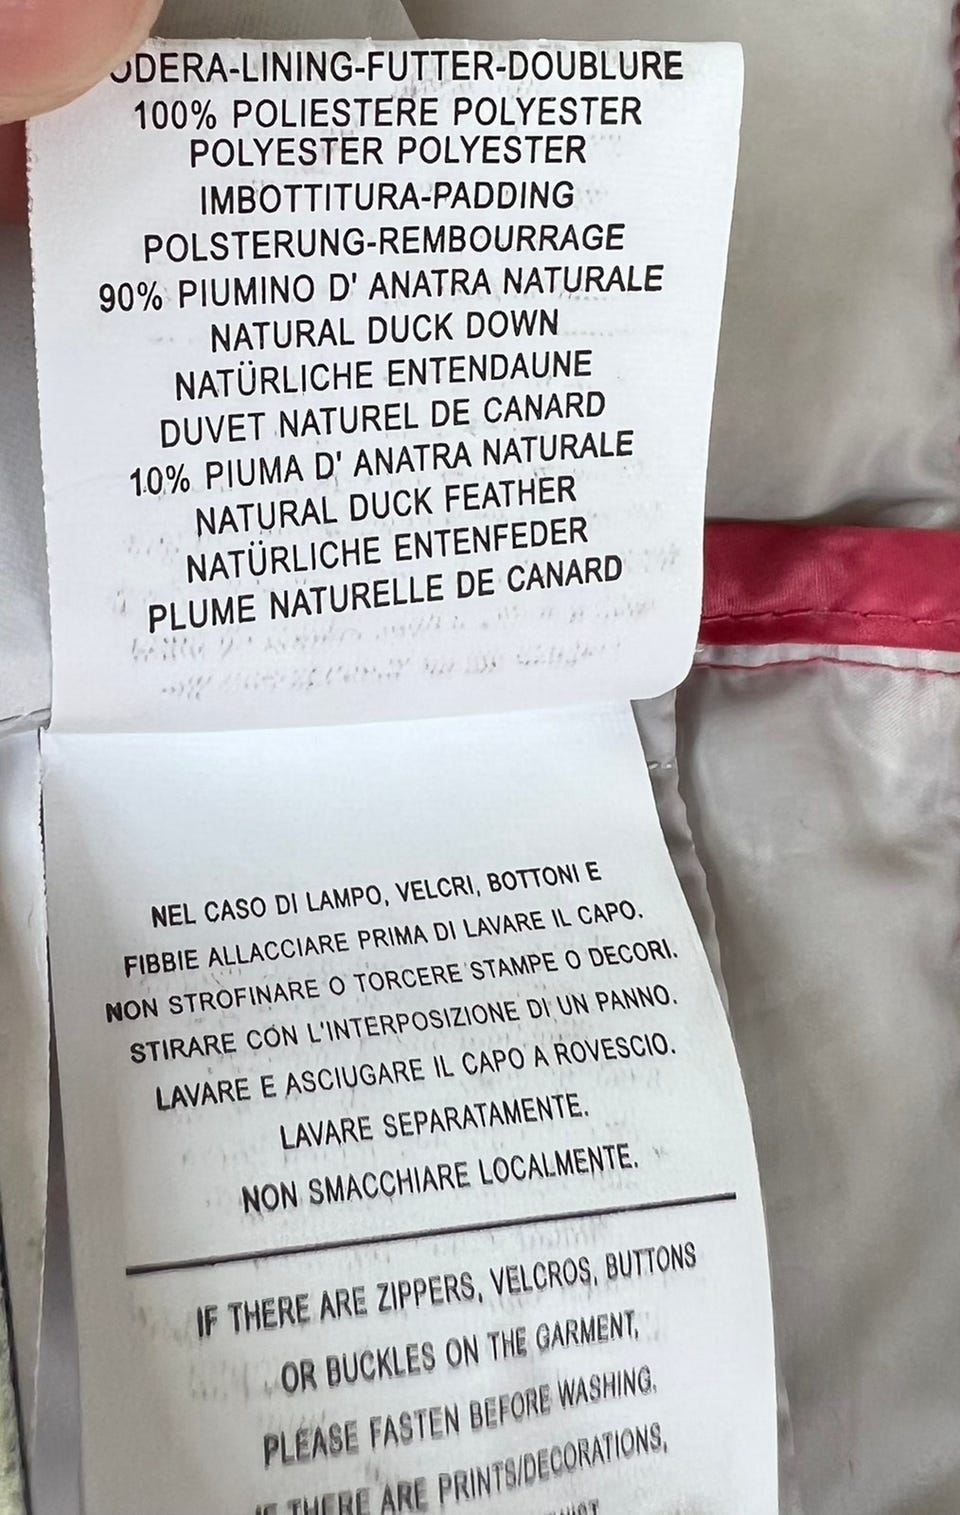 ODERA-LINING-FUTTER-DOUBLURE
100% POLIESTERE POLYESTER
POLYESTER POLYESTER
IMBOTTITURA-PADDING
POLSTERUNG-REMBOURRAGE
90% PIUMINO D' ANATRA NATURALE
NATURAL DUCK DOWN
NATÜRLICHE ENTENDAUNE
DUVET NATUREL DE CANARD
10% PIUMA D' ANATRA NATURALE
NATURAL DUCK FEATHER
NATÜRLICHE ENTENFEDER
PLUME NATURELLE DE CANARD
NEL CASO DI LAMPO, VELCRI, BOTTONI E
FIBBIE ALLACCIARE PRIMA DI LAVARE IL CAPO.
NON STROFINARE O TORCERE STAMPE O DECORI.
STIRARE CON L'INTERPOSIZIONE DI UN PANNO.
LAVARE E ASCIUGARE IL CAPO A ROVESCIO.
LAVARE SEPARATAMENTE.
NON SMACCHIARE LOCALMENTE.
IF THERE ARE ZIPPERS, VELCROS, BUTTONS
OR BUCKLES ON THE GARMENT,
PLEASE FASTEN BEFORE WASHING.
IF THERE ARE PRINTS/DECORATIONS,